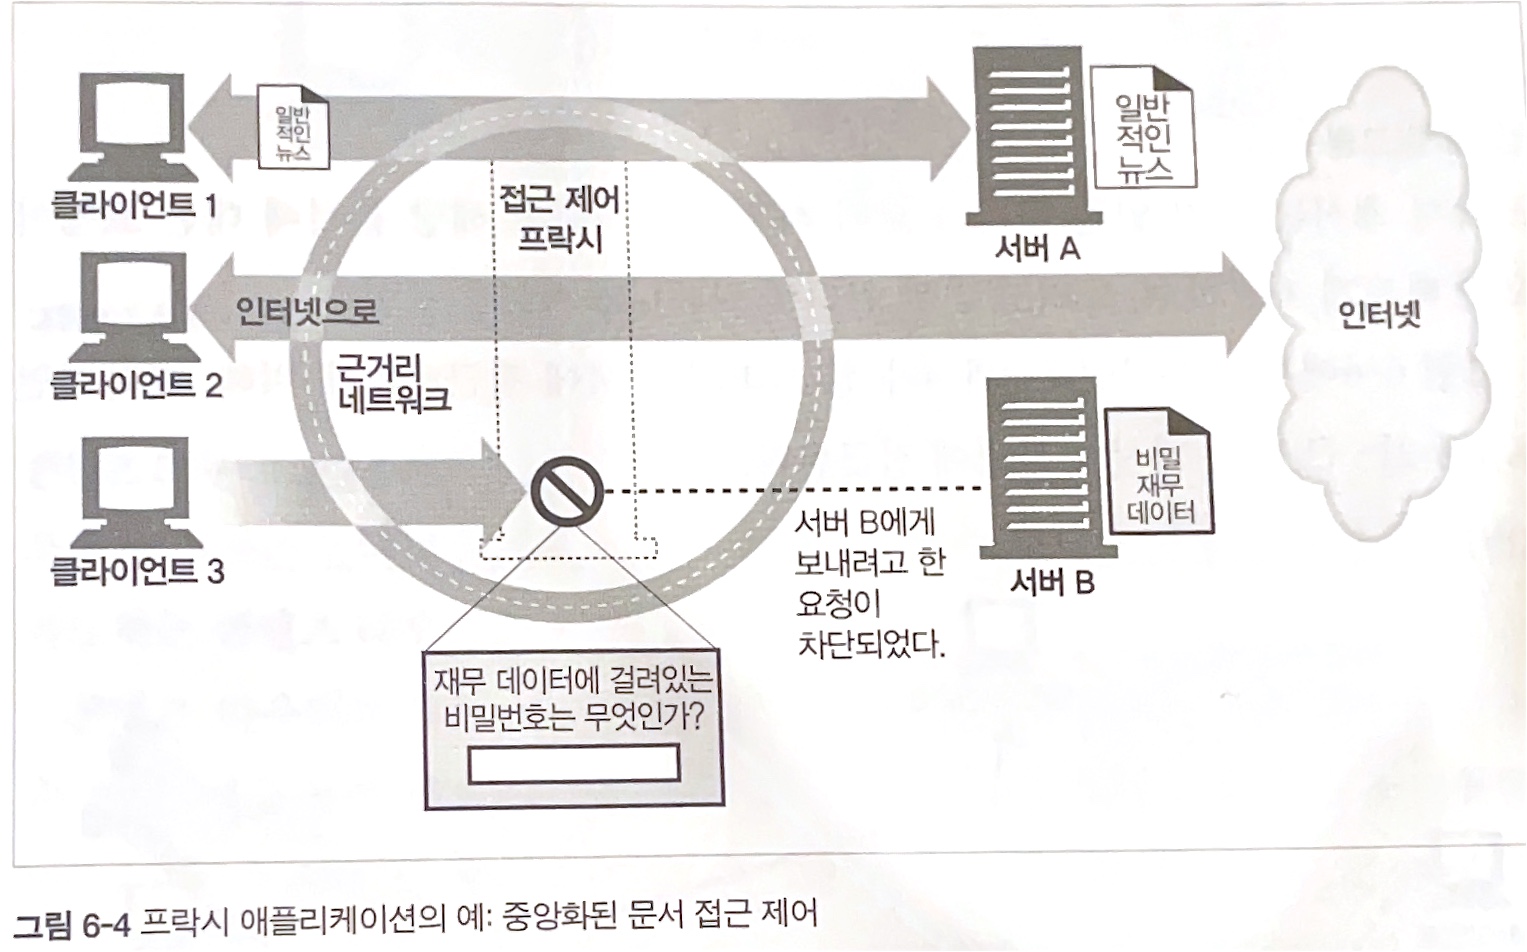 일반
적인
뉴스
일반
적인
뉴스
클라이언트 1
접근 제어
프락시
서버 A
인터넷으로
인터넷
클라이언트 2
근거리
네트워크
비밀
재무
데이터
클라이언트 3
서버 B에게
보내려고 한
요청이
차단되었다.
서버 B
재무 데이터에 걸려있는
비밀번호는 무엇인가?
그림 6-4 프락시 애플리케이션의 예: 중앙화된 문서 접근 제어